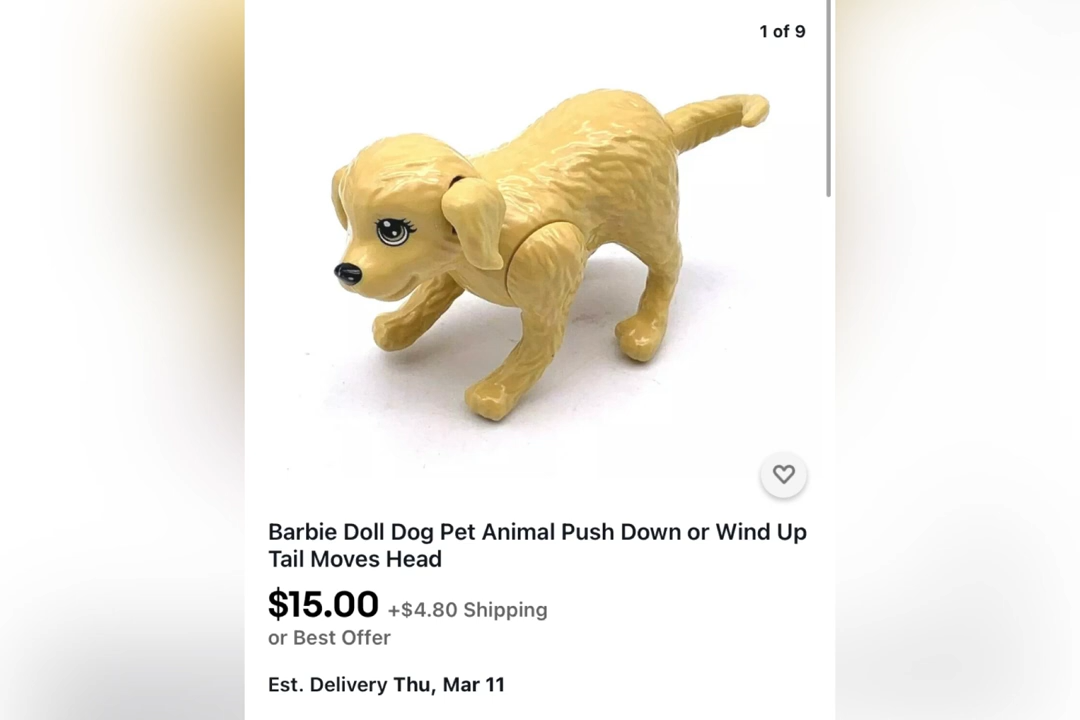 1 of 9
Barbie Doll Dog Pet Animal Push Down or Wind Up
Tail Moves Head
$15.00 +$4.80 Shipping
or Best Offer
Est. Delivery Thu, Mar 11